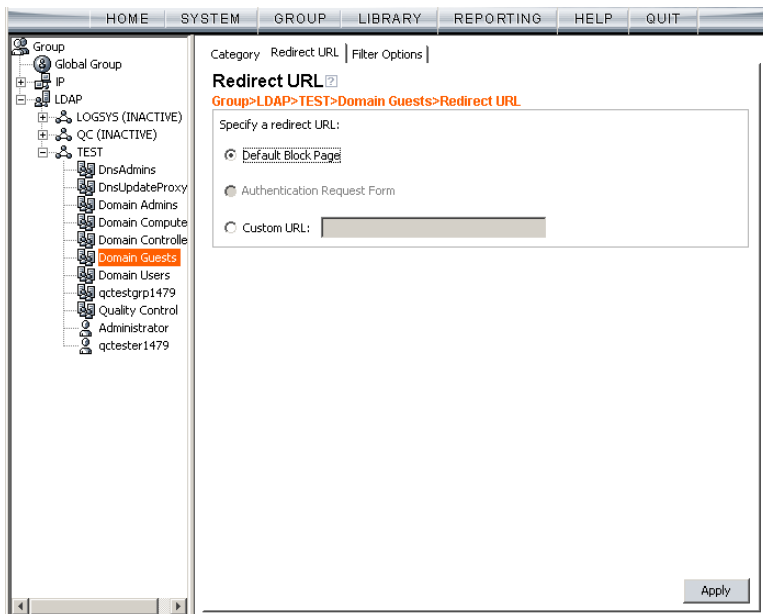 HOME SYSTEM GROUP LIBRARY REPORTING HELP QUIT
Group
Global Group
IP
LDAP
LOGSYS (INACTIVE)
QC (INACTIVE)
TEST
DnsAdmins
DnsUpdateProxy
Domain Admins
Domain Compute
Domain Controlle
Domain Guests
Domain Users
qctestgrp1479
Quality Control
Administrator
qctester1479
Category Redirect URL Filter Options
Redirect URL ?
Group>LDAP>TEST>Domain Guests>Redirect URL
Specify a redirect URL:
Default Block Page
Authentication Request Form
Custom URL:
Apply